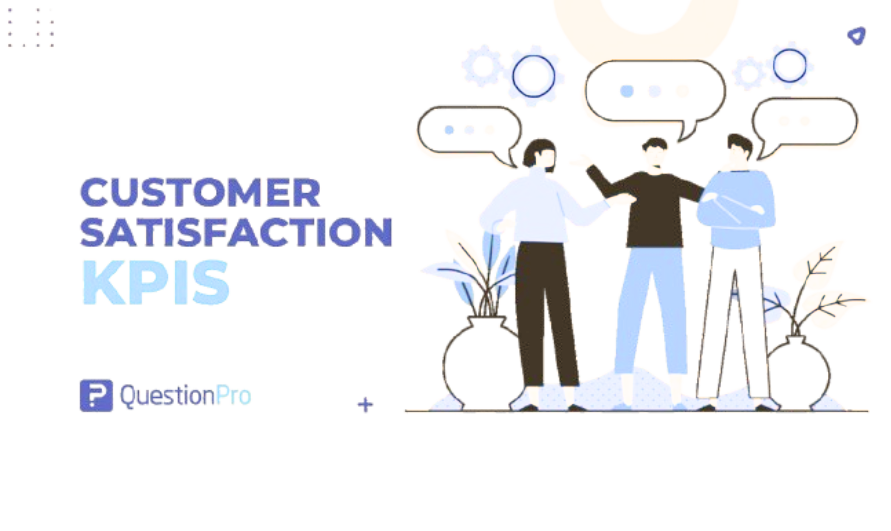 CUSTOMER
SATISFACTION
KPIS
QuestionPro